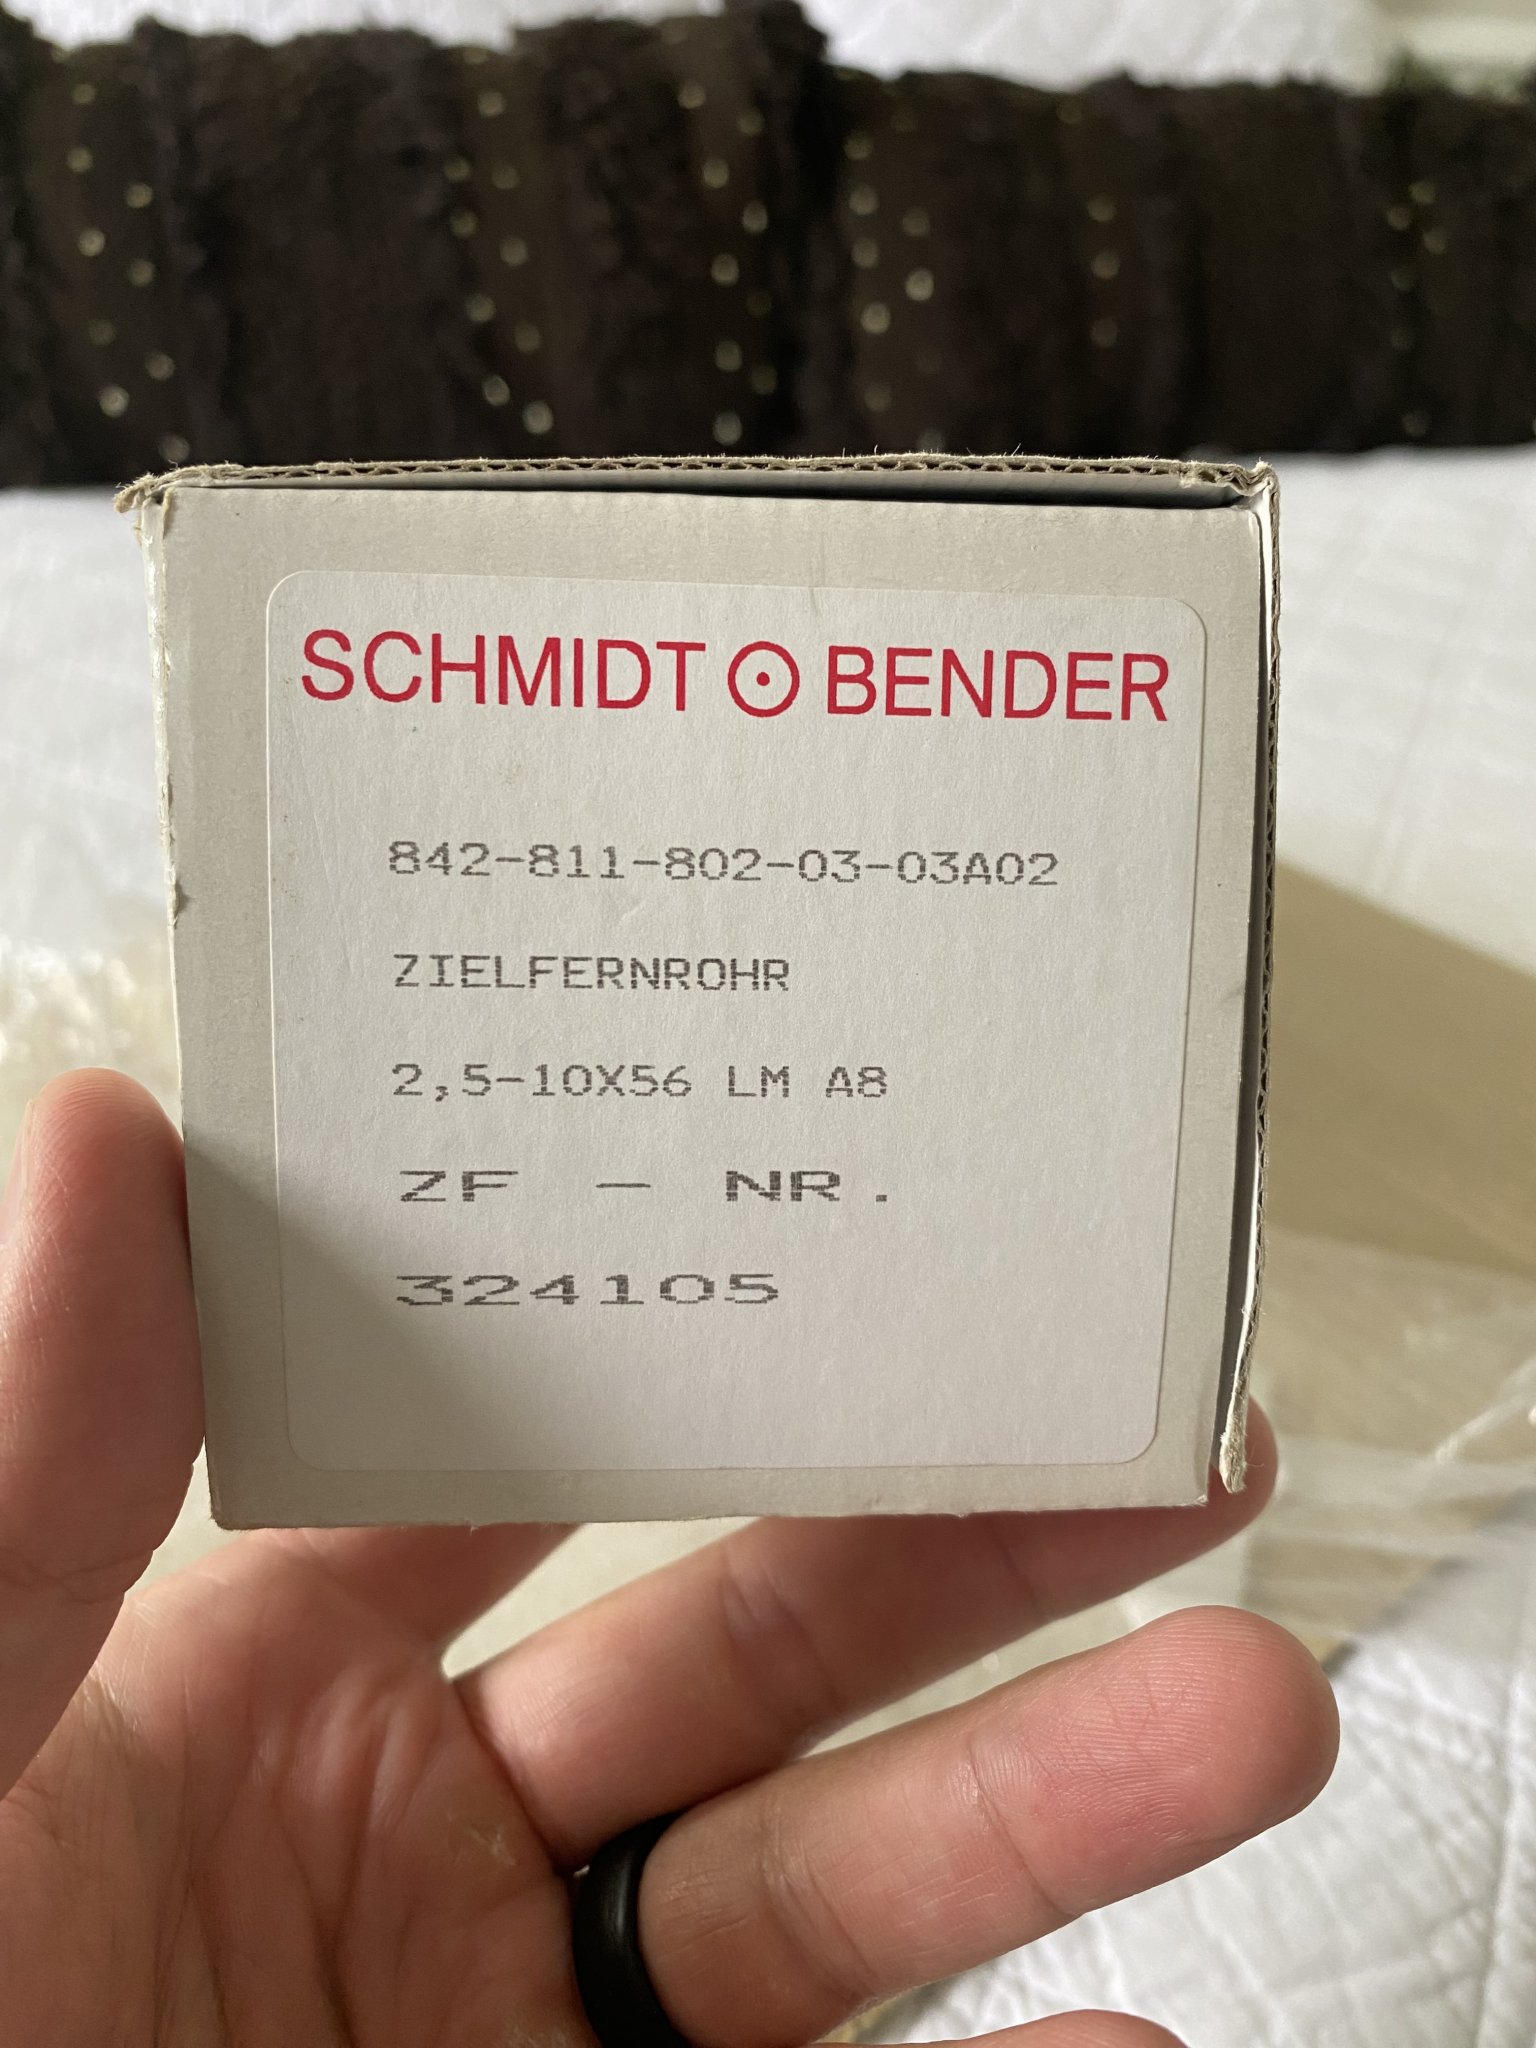 SCHMIDT BENDER
842-811-802-03-03A02
ZIELFERNROHR
2,5-10X56 LM A8
ZF - NR.
324105